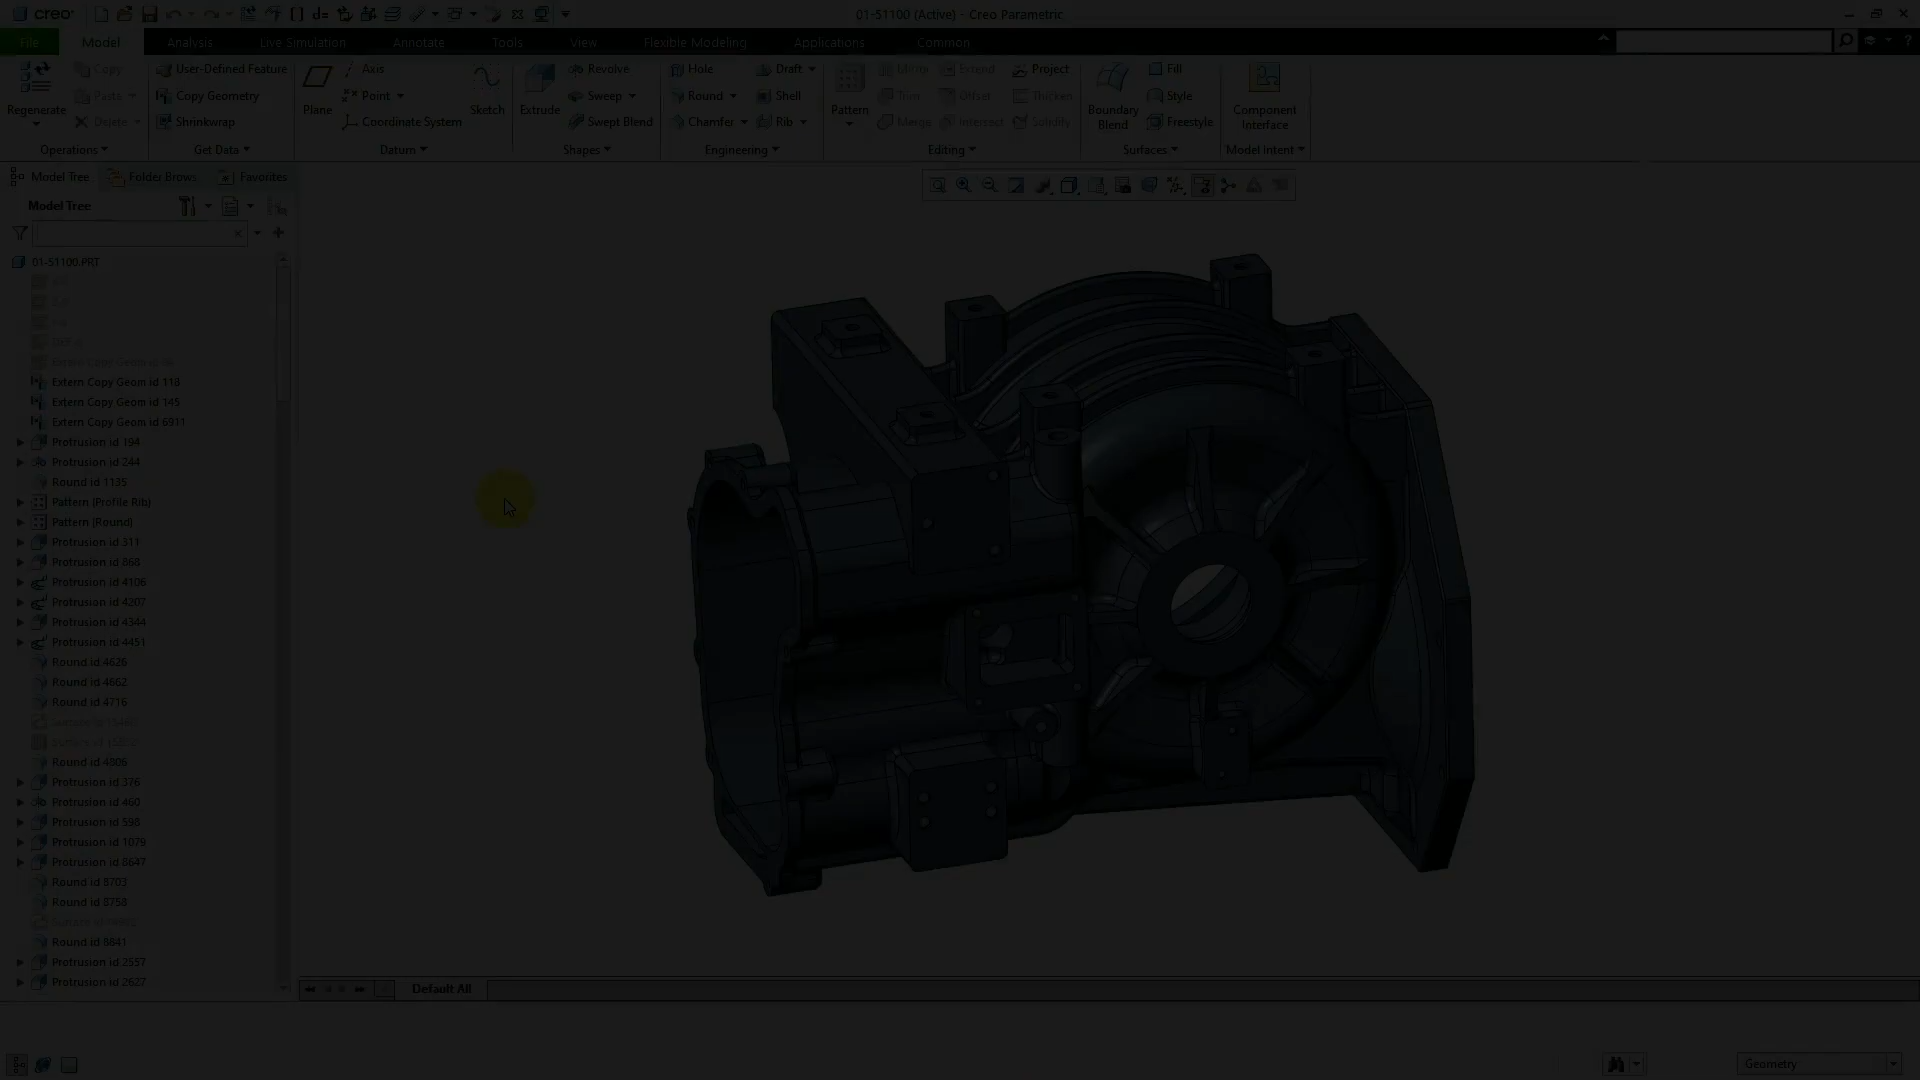 creo
01-51100 (Active) - Creo Parametric
File Model Analysis Live Simulation Annotate Tools View Flexible Modeling Applications Common
Regenerate
Copy
Paste
Delete
Operations
User-Defined Feature
Copy Geometry
Shrinkwrap
Get Data
Plane
Axis
Point
Coordinate System
Sketch
Datum
Extrude
Revolve
Sweep
Swept Blend
Shapes
Hole
Round
Chamfer
Draft
Shell
Rib
Engineering
Pattern
Mirror
Trim
Merge
Extend
Offset
Intersect
Project
Thicken
Solidify
Editing
Boundary
Blend
Fill
Style
Freestyle
Surfaces
Component
Interface
Model Intent
Model Tree Folder Brows Favorites
Model Tree
01-51100.PRT
Extern Copy Geom id 118
Extern Copy Geom id 145
Extern Copy Geom id 6911
Protrusion id 194
Protrusion id 244
Round id 1135
Pattern (Profile Rib)
Pattern (Round)
Protrusion id 311
Protrusion id 868
Protrusion id 4106
Protrusion id 4207
Protrusion id 4344
Protrusion id 4451
Round id 4626
Round id 4662
Round id 4716
Round id 4806
Protrusion id 376
Protrusion id 460
Protrusion id 598
Protrusion id 1079
Protrusion id 8647
Round id 8703
Round id 8758
Round id 8841
Protrusion id 2557
Protrusion id 2627
Default All
Geometry